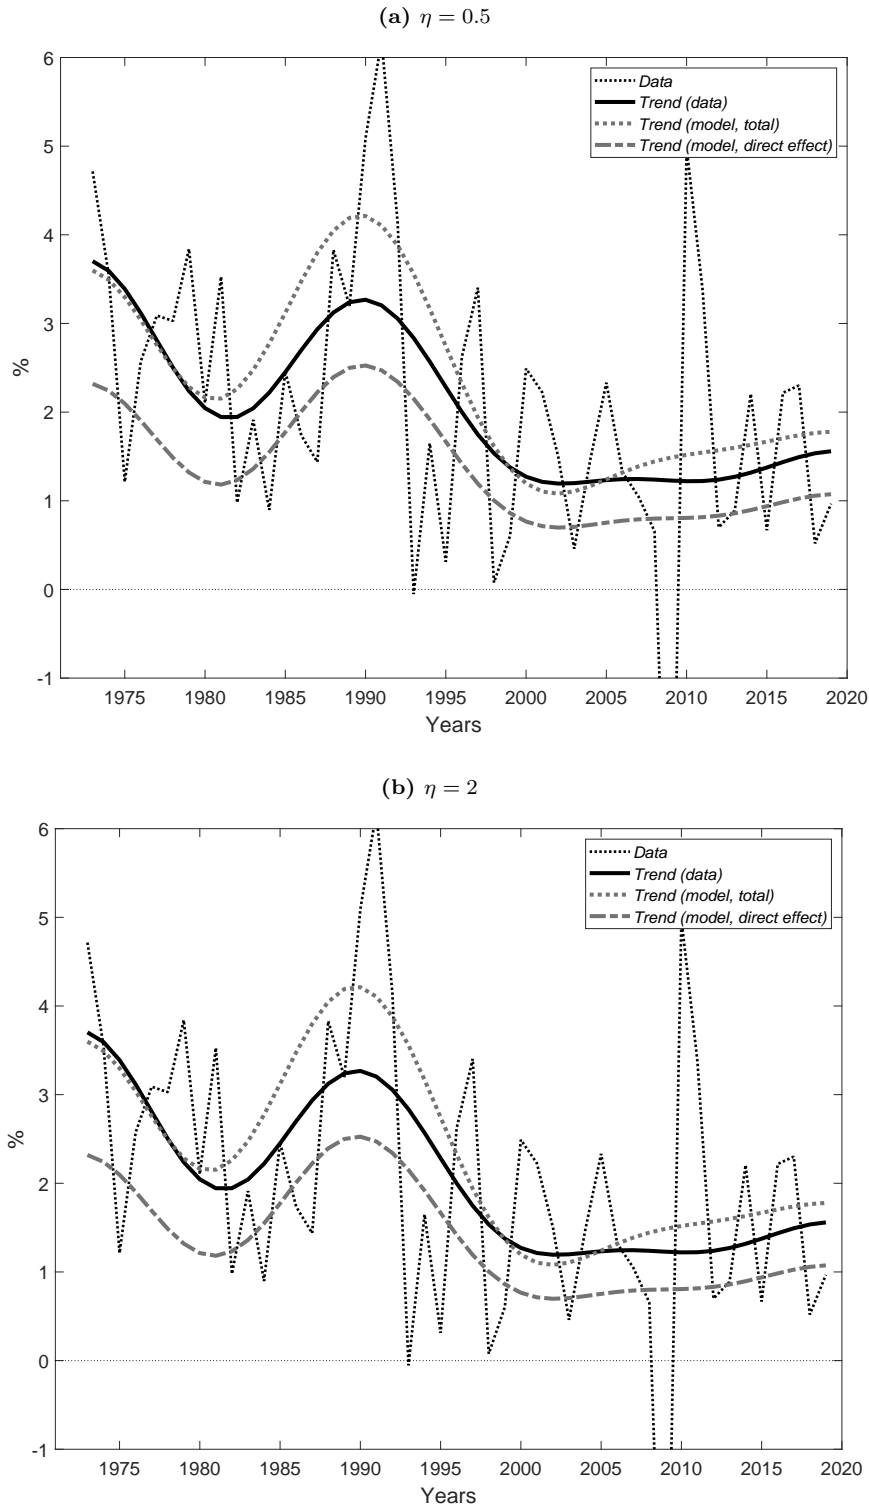 (a) η = 0.5
6
5
4
3
2
1
0
-1
%
Data
Trend (data)
Trend (model, total)
Trend (model, direct effect)
1975 1980 1985 1990 1995 2000 2005 2010 2015 2020
Years
(b) η = 2
6
5
4
3
2
1
0
-1
%
Data
Trend (data)
Trend (model, total)
Trend (model, direct effect)
1975 1980 1985 1990 1995 2000 2005 2010 2015 2020
Years